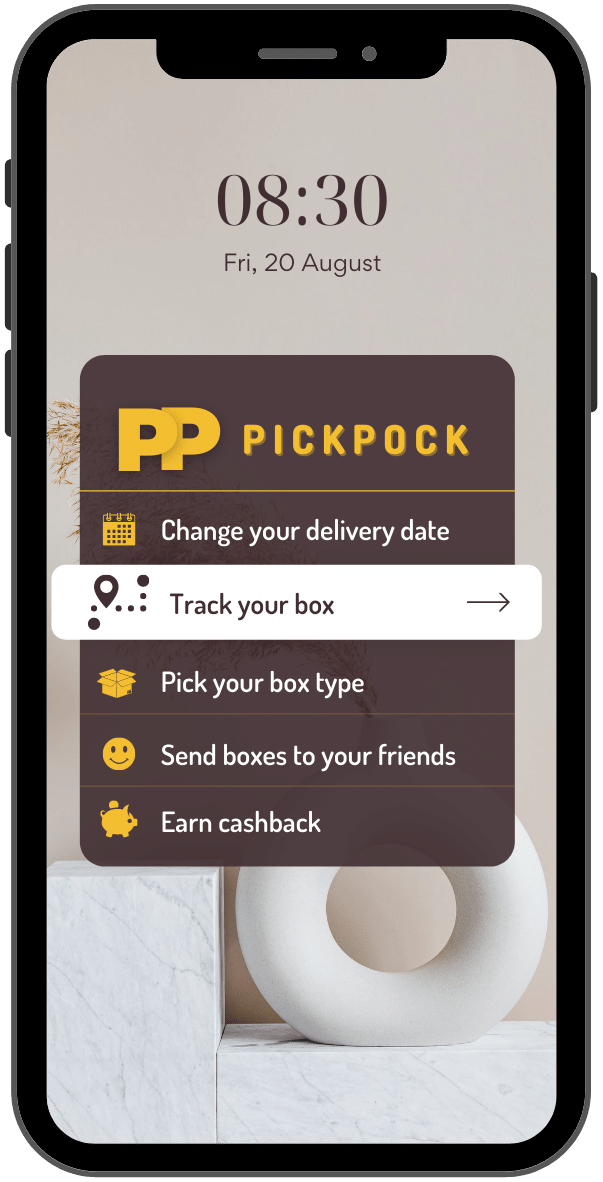 08:30
Fri, 20 August
PP PICKPOCK
Change your delivery date
Track your box
Pick your box type
Send boxes to your friends
Earn cashback